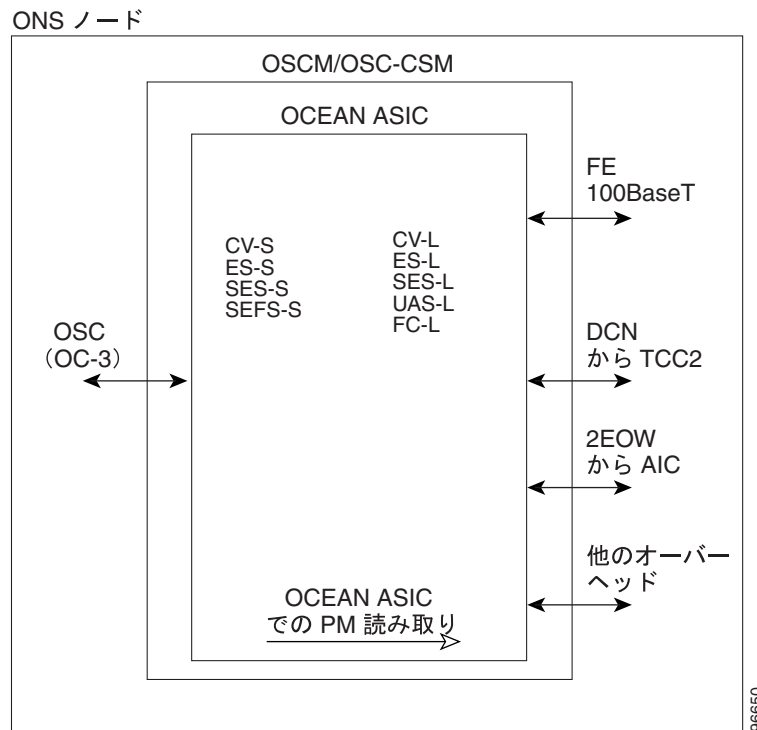 ONS ノード
OSCM/OSC-CSM
OCEAN ASIC
FE
100BaseT
CV-S
ES-S
SES-S
SEFS-S
CV-L
ES-L
SES-L
UAS-L
FC-L
OSC
（OC-3）
DCN
から TCC2
2EOW
から AIC
他のオーバー
ヘッド
OCEAN ASIC
での PM 読み取り
96650